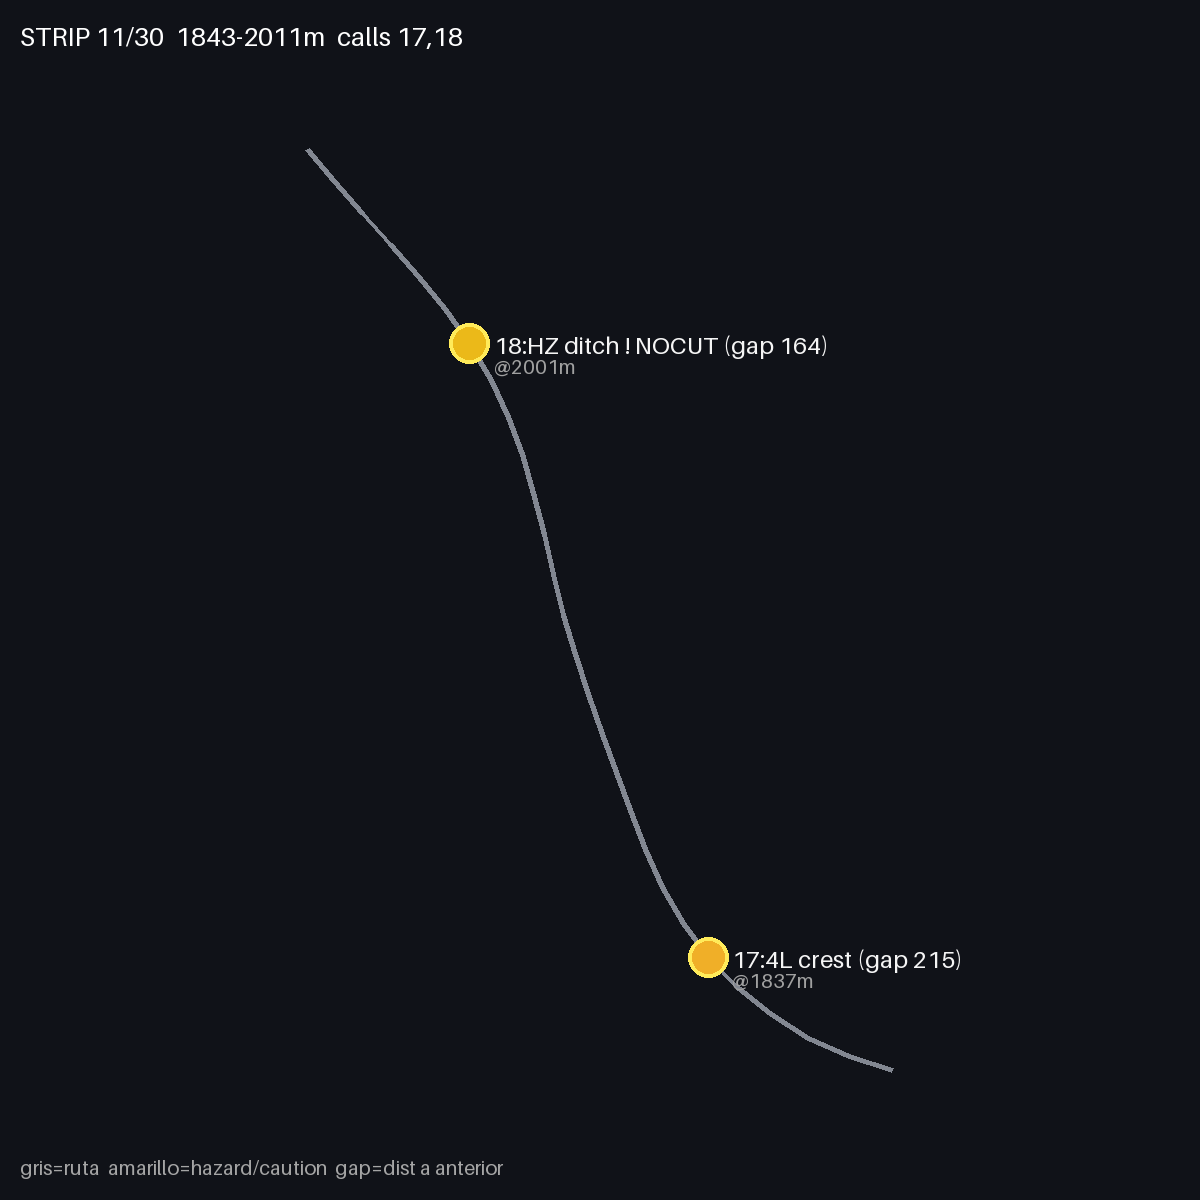 STRIP 11/30  1843-2011m  calls 17,18
18:HZ ditch ! NOCUT (gap 164)
@2001m
17:4L crest (gap 215)
@1837m
gris=ruta  amarillo=hazard/caution  gap=dist a anterior